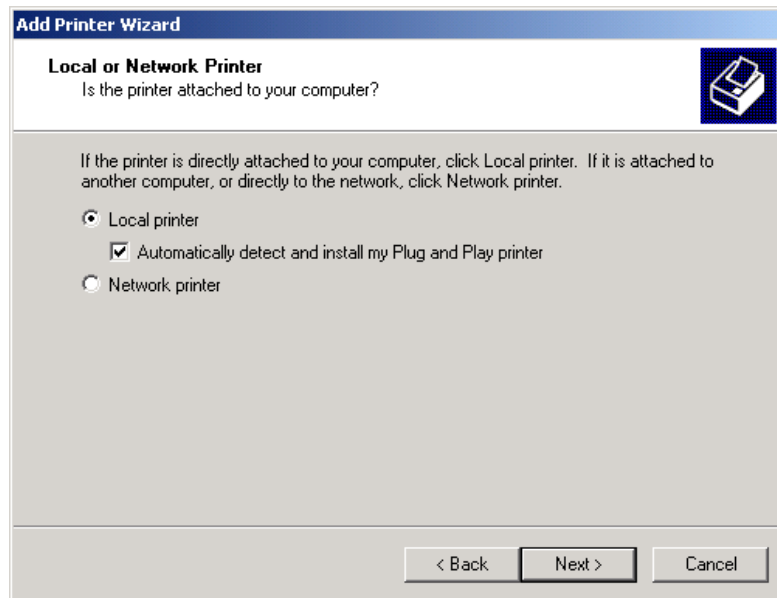 Add Printer Wizard
Local or Network Printer
Is the printer attached to your computer?
If the printer is directly attached to your computer, click Local printer. If it is attached to
another computer, or directly to the network, click Network printer.
Local printer
Automatically detect and install my Plug and Play printer
Network printer
< Back
Next >
Cancel